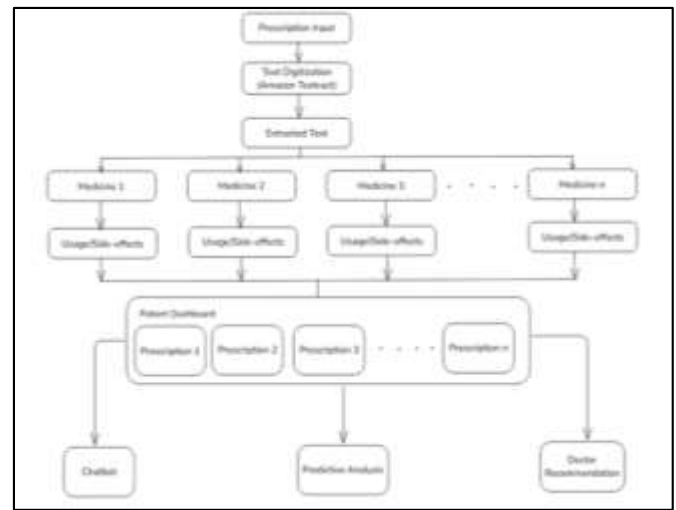 Prescription Input
Text Digitization
(Amazon Textract)
Extracted Text
Medicine 1
Medicine 2
Medicine 3
Medicine n
Usage/Side-effects
Usage/Side-effects
Usage/Side-effects
Usage/Side-effects
Patient Dashboard
Prescription 1
Prescription 2
Prescription 3
Prescription n
Chatbot
Predictive Analysis
Doctor
Recommendation